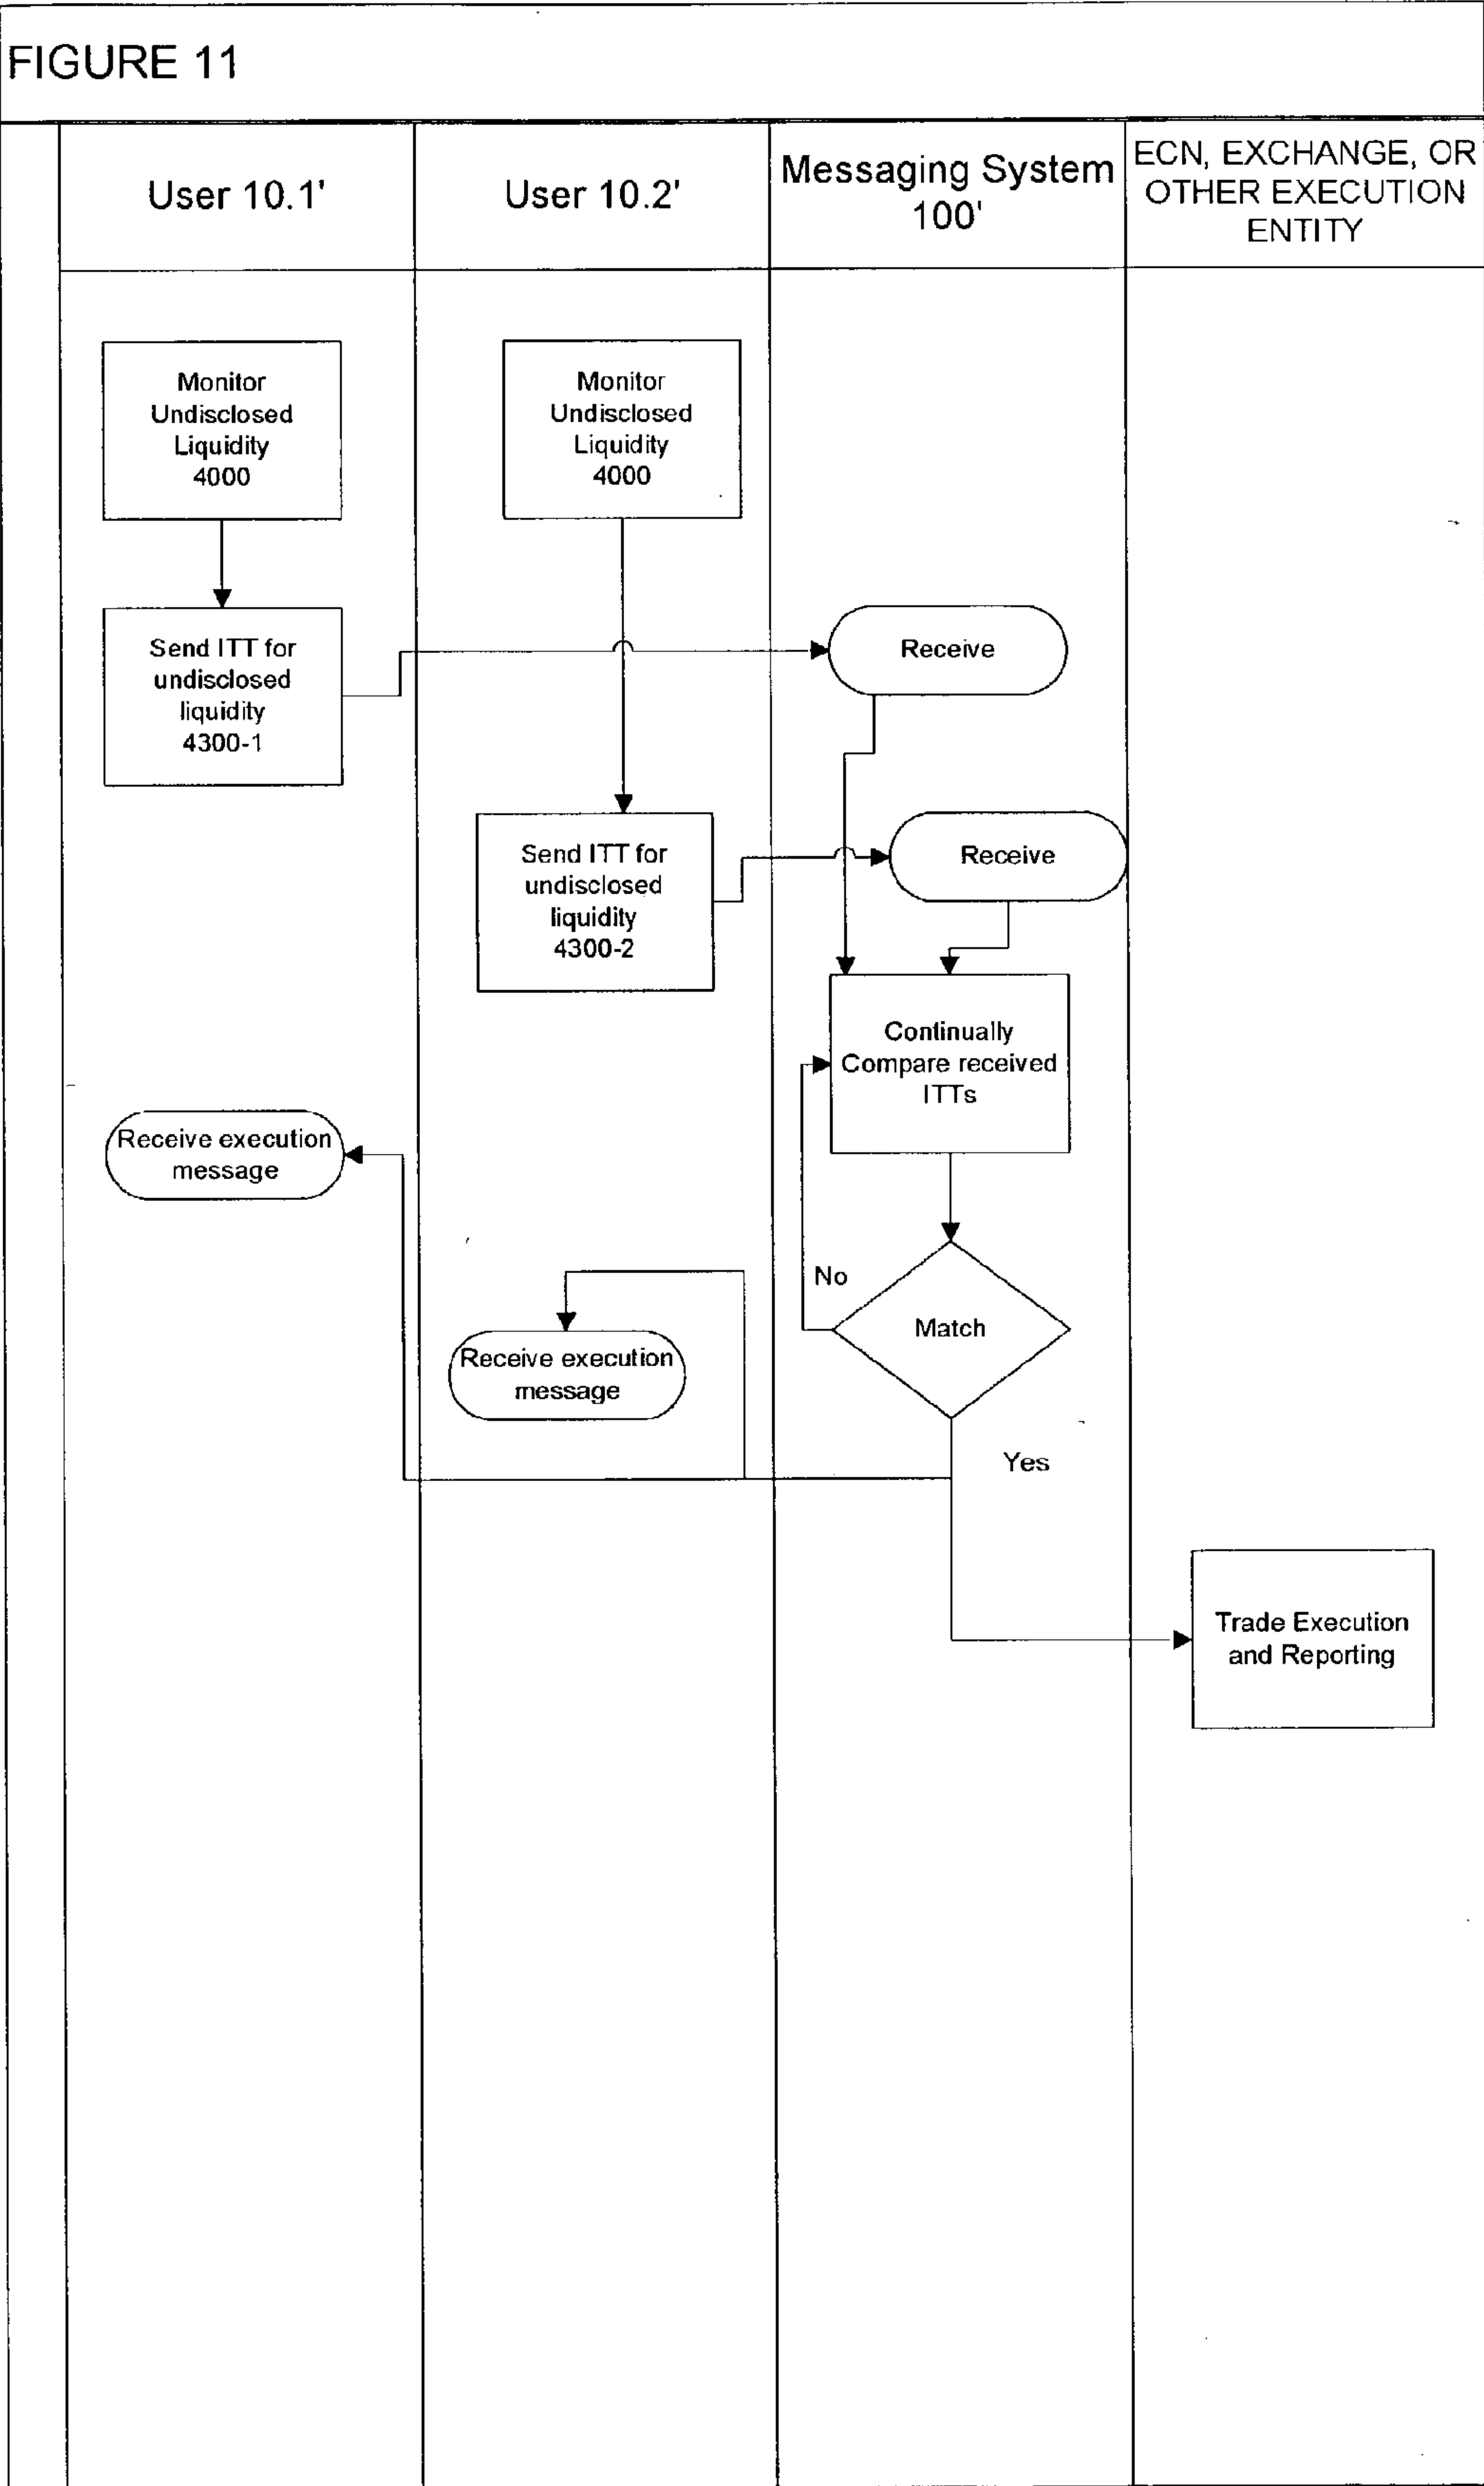 FIGURE 11
User 10.1'
User 10.2'
Messaging System
100'
ECN, EXCHANGE, OR
OTHER EXECUTION
ENTITY
Monitor
Undisclosed
Liquidity
4000
Monitor
Undisclosed
Liquidity
4000
Send ITT for
undisclosed
liquidity
4300-1
Receive
Send ITT for
undisclosed
liquidity
4300-2
Receive
Continually
Compare received
ITTs
Receive execution
message
No
Match
Receive execution
message
Yes
Trade Execution
and Reporting